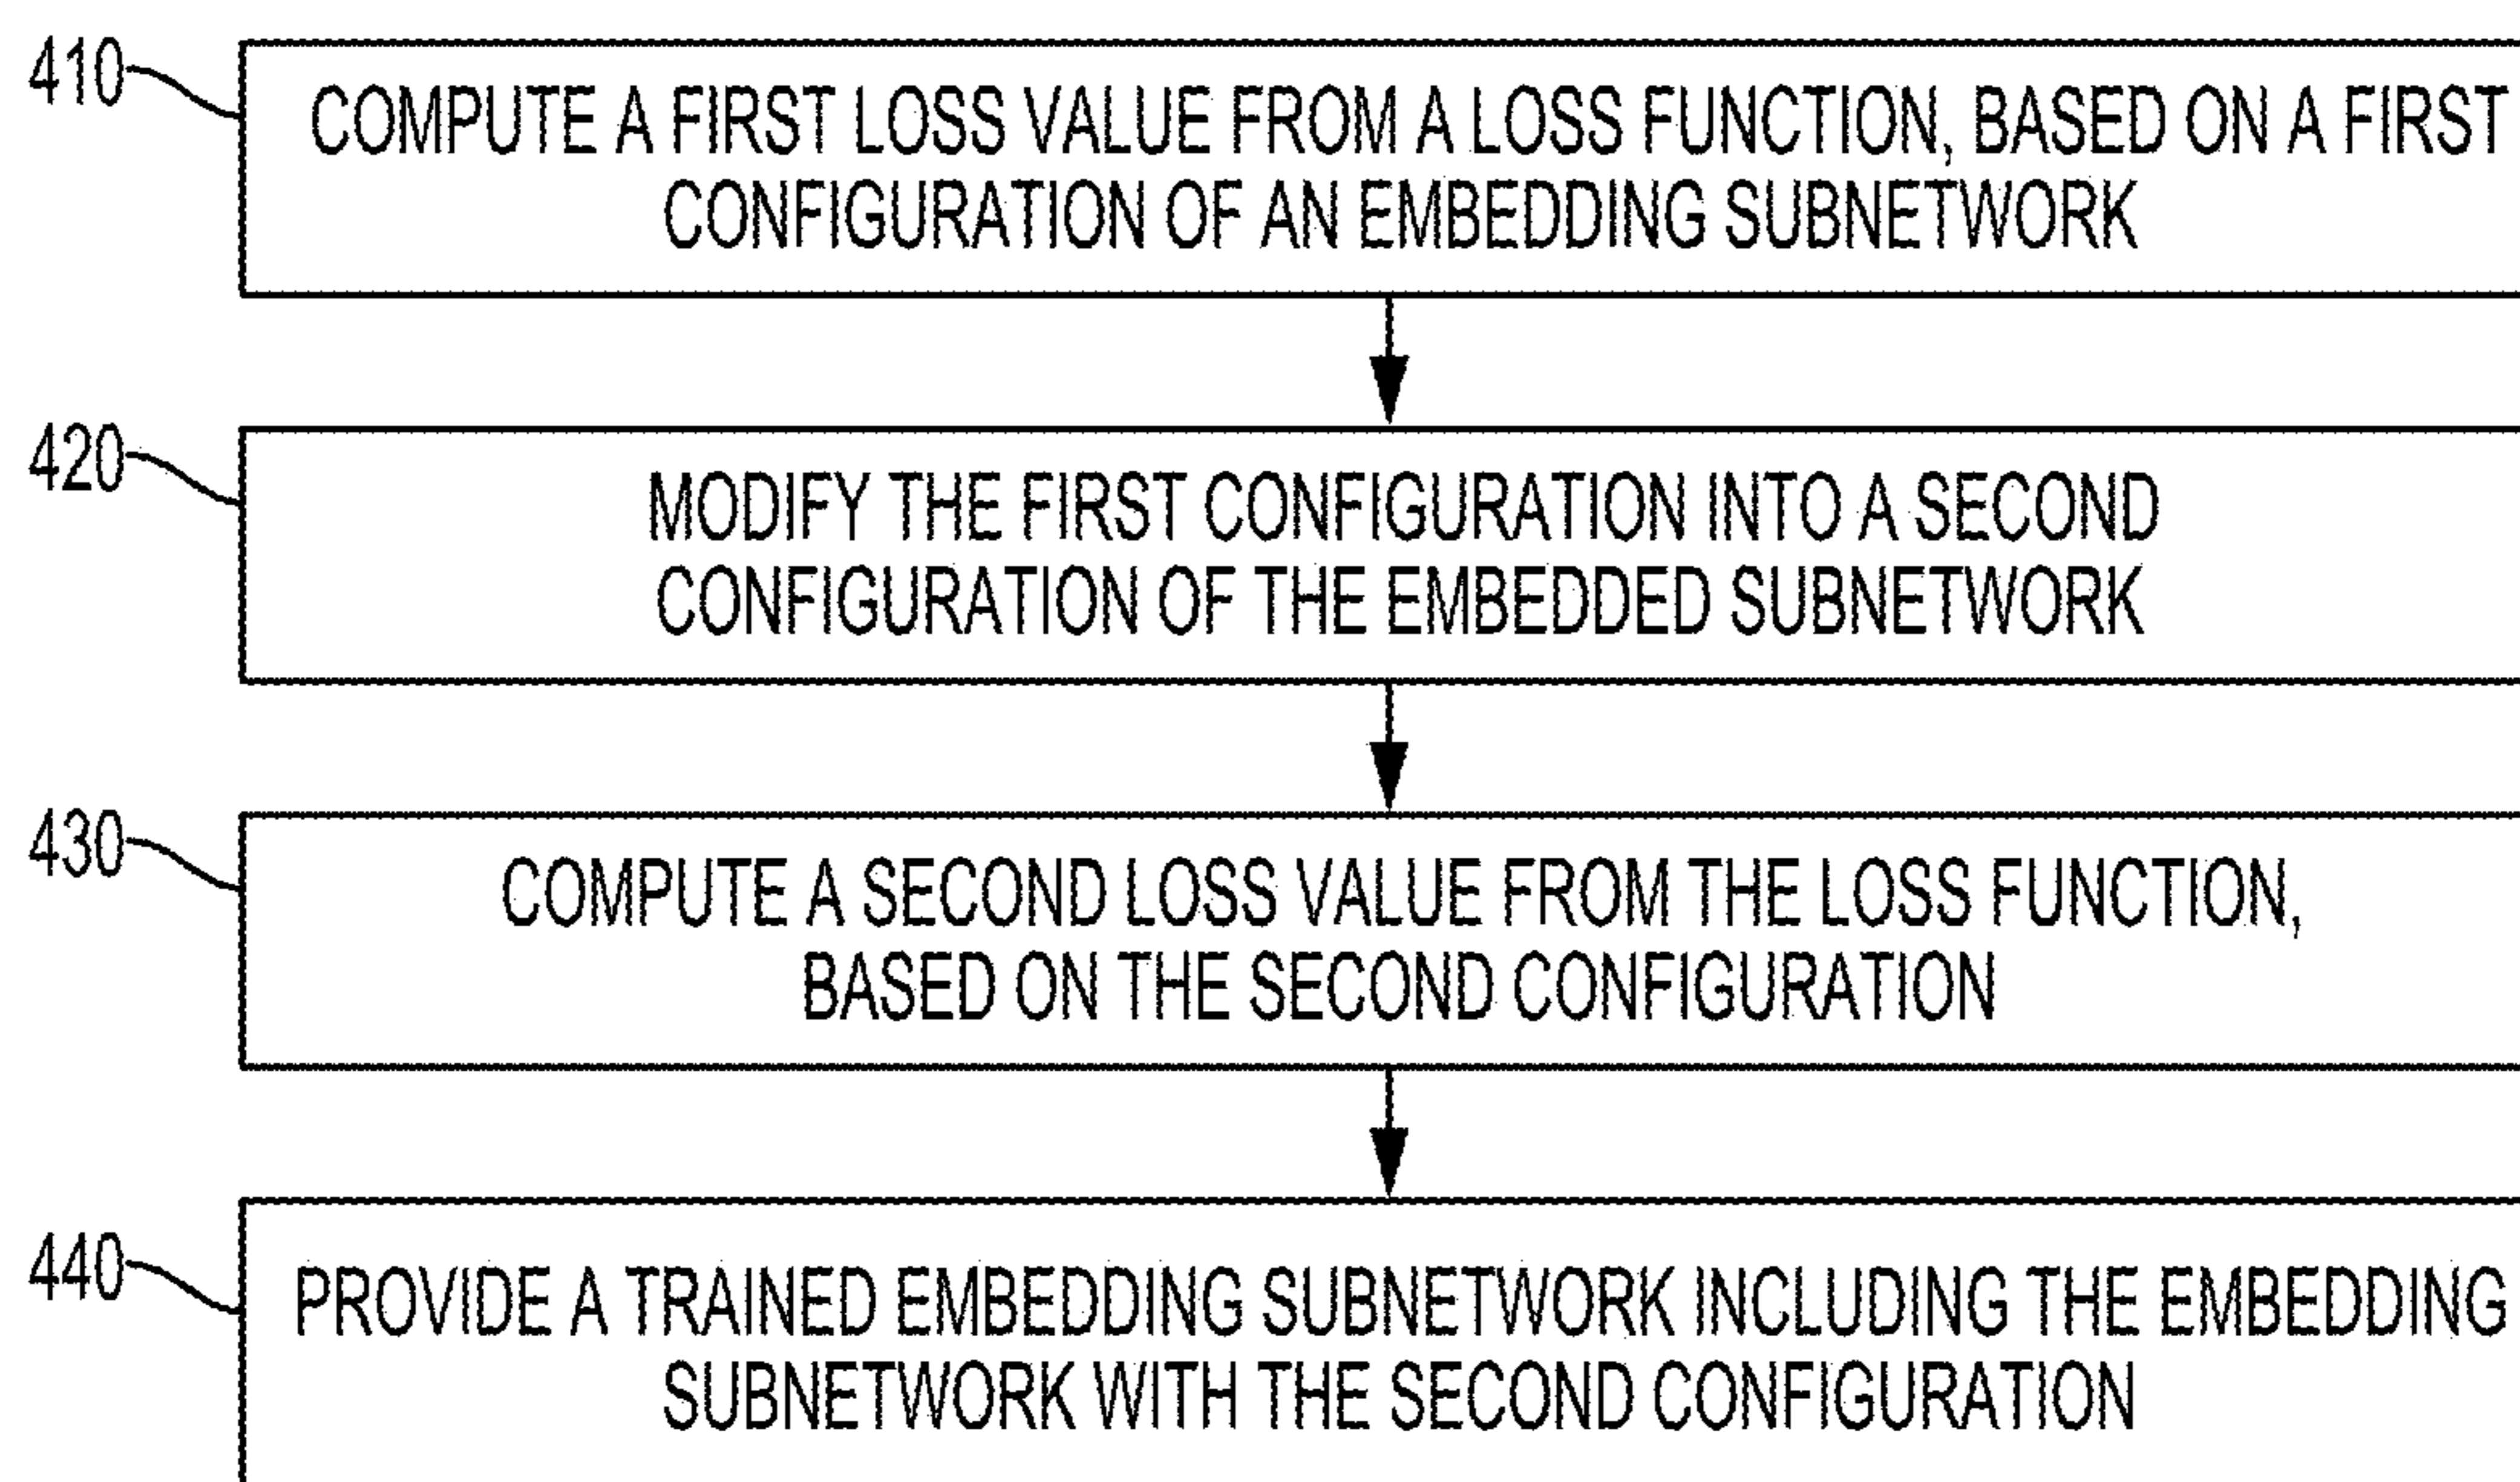 410
COMPUTE A FIRST LOSS VALUE FROM A LOSS FUNCTION, BASED ON A FIRST
CONFIGURATION OF AN EMBEDDING SUBNETWORK
420
MODIFY THE FIRST CONFIGURATION INTO A SECOND
CONFIGURATION OF THE EMBEDDED SUBNETWORK
430
COMPUTE A SECOND LOSS VALUE FROM THE LOSS FUNCTION,
BASED ON THE SECOND CONFIGURATION
440
PROVIDE A TRAINED EMBEDDING SUBNETWORK INCLUDING THE EMBEDDING
SUBNETWORK WITH THE SECOND CONFIGURATION